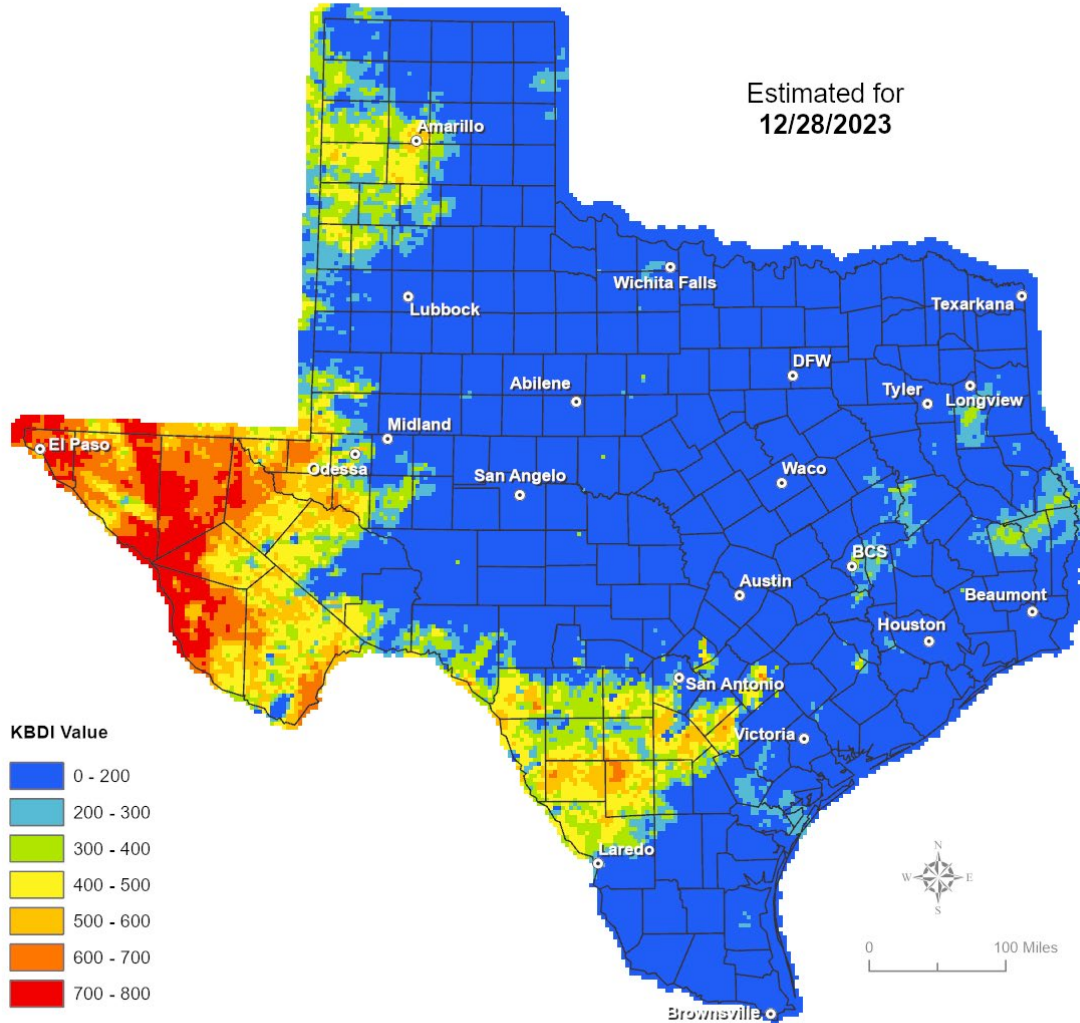 Estimated for
12/28/2023
Amarillo
Wichita Falls
Lubbock
Texarkana
DFW
Abilene
Tyler
Longview
Midland
El Paso
Odessa
San Angelo
Waco
BCS
Austin
Beaumont
Houston
San Antonio
Victoria
Laredo
Brownsville
KBDI Value
0 - 200
200 - 300
300 - 400
400 - 500
500 - 600
600 - 700
700 - 800
N
W
E
S
0
100 Miles